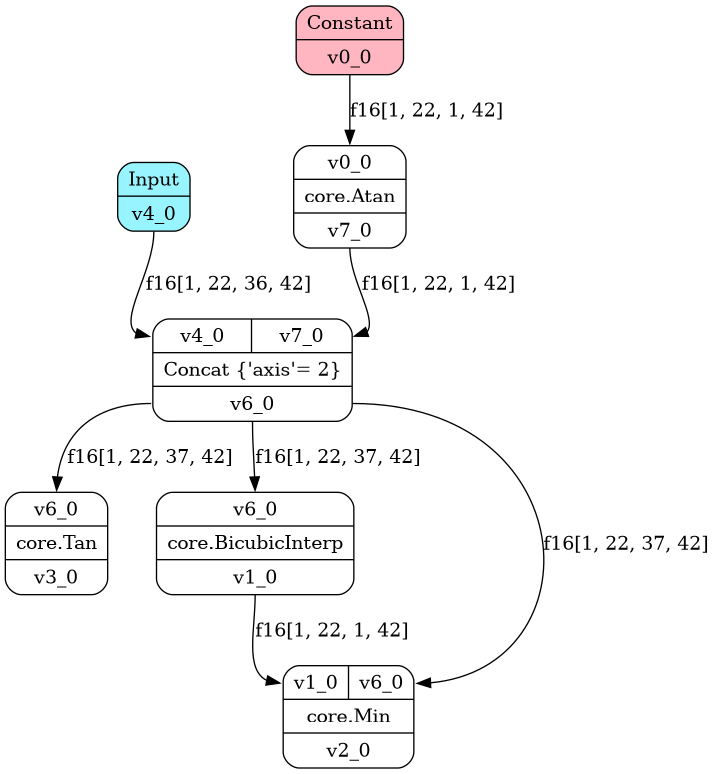 Constant
v0_0
f16[1, 22, 1, 42]
v0_0
core.Atan
v7_0
Input
v4_0
f16[1, 22, 36, 42]
f16[1, 22, 1, 42]
v4_0 v7_0
Concat {'axis'= 2}
v6_0
f16[1, 22, 37, 42]
f16[1, 22, 37, 42]
f16[1, 22, 37, 42]
v6_0
core.Tan
v3_0
v6_0
core.BicubicInterp
v1_0
f16[1, 22, 1, 42]
v1_0 v6_0
core.Min
v2_0